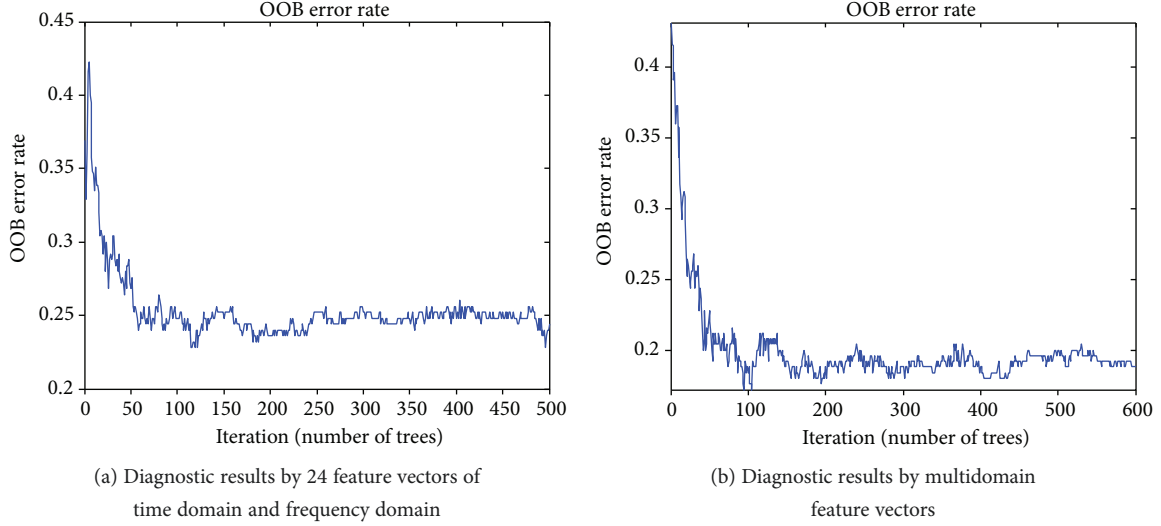 OOB error rate
0.45
0.4
0.35
0.3
0.25
0.2
OOB error rate
0 50 100 150 200 250 300 350 400 450 500
Iteration (number of trees)
(a) Diagnostic results by 24 feature vectors of
time domain and frequency domain
OOB error rate
0.4
0.35
0.3
0.25
0.2
OOB error rate
0 100 200 300 400 500 600
Iteration (number of trees)
(b) Diagnostic results by multidomain
feature vectors